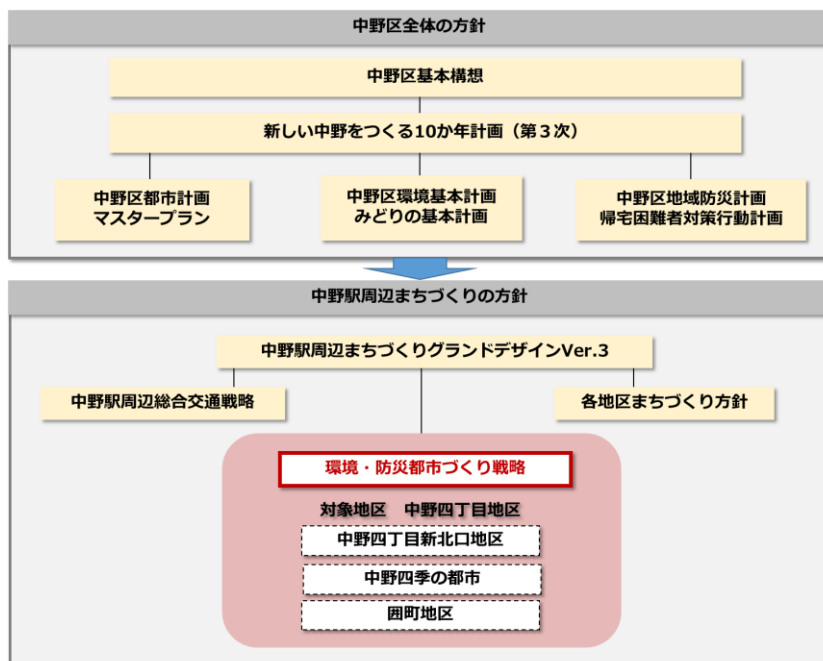 中野区全体の方針
中野区基本構想
新しい中野をつくる10か年計画（第３次）
中野区都市計画
マスタープラン
中野区環境基本計画
みどりの基本計画
中野区地域防災計画
帰宅困難者対策行動計画
中野駅周辺まちづくりの方針
中野駅周辺まちづくりグランドデザインVer.3
中野駅周辺総合交通戦略
各地区まちづくり方針
環境・防災都市づくり戦略
対象地区　中野四丁目地区
中野四丁目新北口地区
中野四季の都市
囲町地区